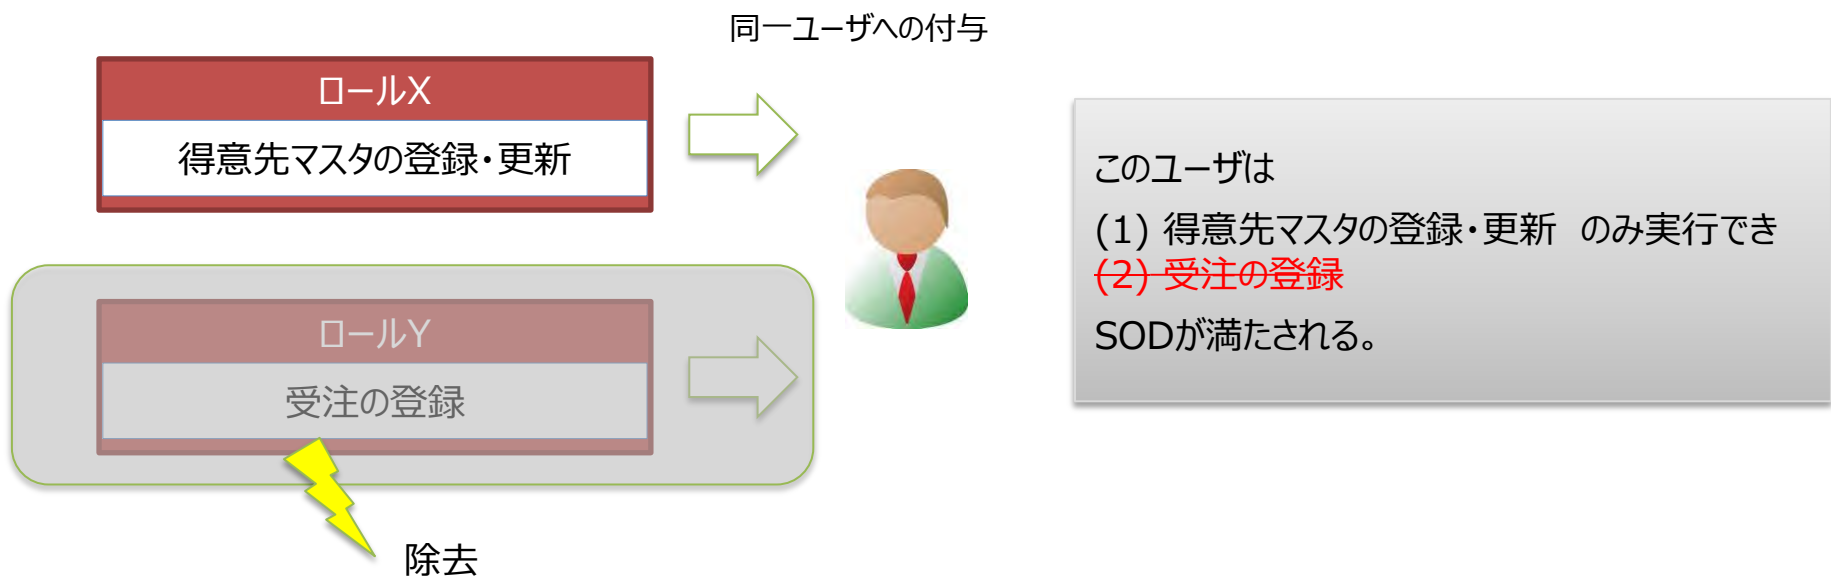 同一ユーザへの付与
ロールX
得意先マスタの登録・更新
ロールY
受注の登録
除去
このユーザは
(1) 得意先マスタの登録・更新 のみ実行でき
(2) 受注の登録
SODが満たされる。